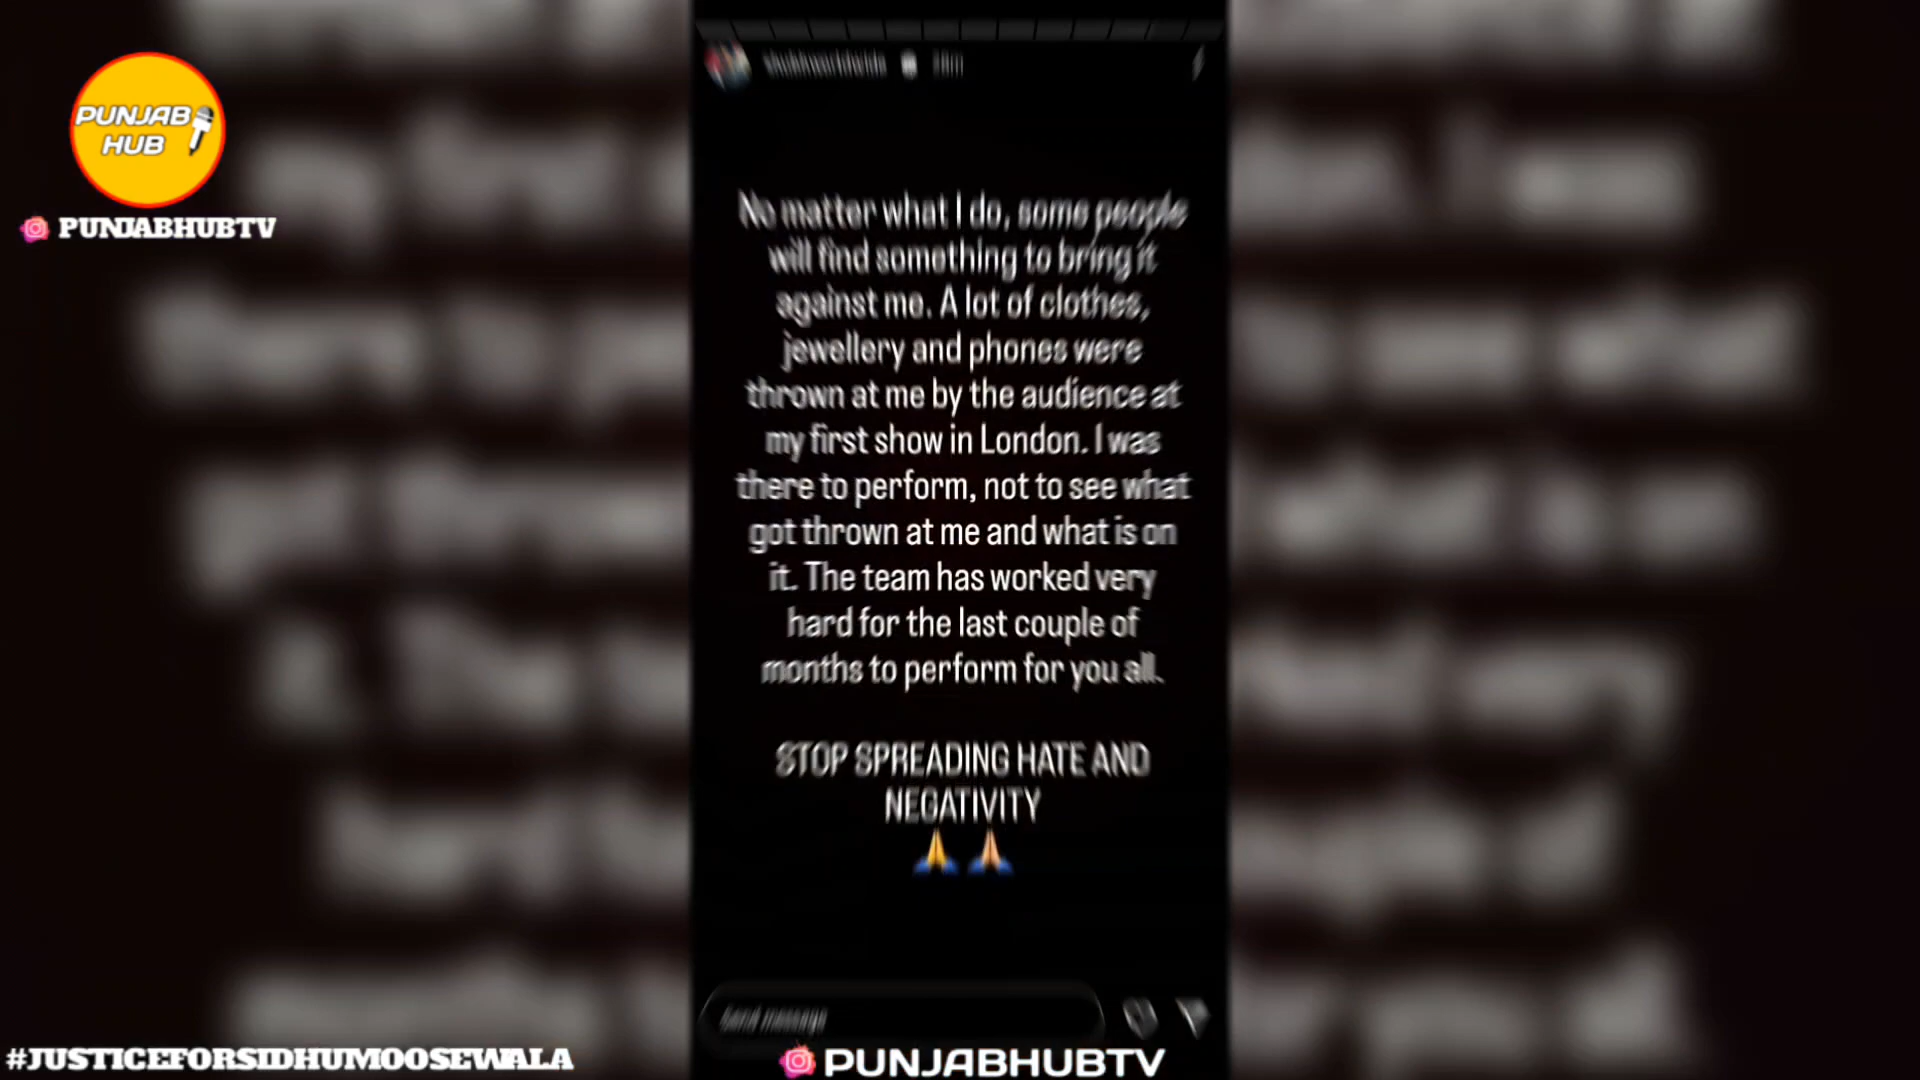 PUNJAB
HUB
PUNJABHUBTV
shubhworldwide
No matter what I do, some people
will find something to bring it
against me. A lot of clothes,
jewellery and phones were
thrown at me by the audience at
my first show in London. I was
there to perform, not to see what
got thrown at me and what is on
it. The team has worked very
hard for the last couple of
months to perform for you all.
STOP SPREADING HATE AND
NEGATIVITY
🙏 🙏🏼
Send message
#JUSTICEFORSIDHUMOOSEWALA
PUNJABHUBTV